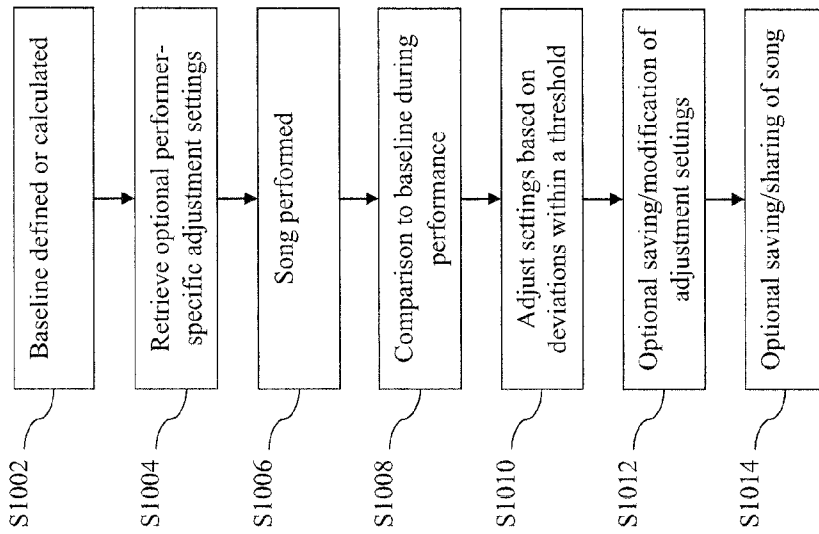 S1002
Baseline defined or calculated
S1004
Retrieve optional performer-
specific adjustment settings
S1006
Song performed
S1008
Comparison to baseline during
performance
S1010
Adjust settings based on
deviations within a threshold
S1012
Optional saving/modification of
adjustment settings
S1014
Optional saving/sharing of song